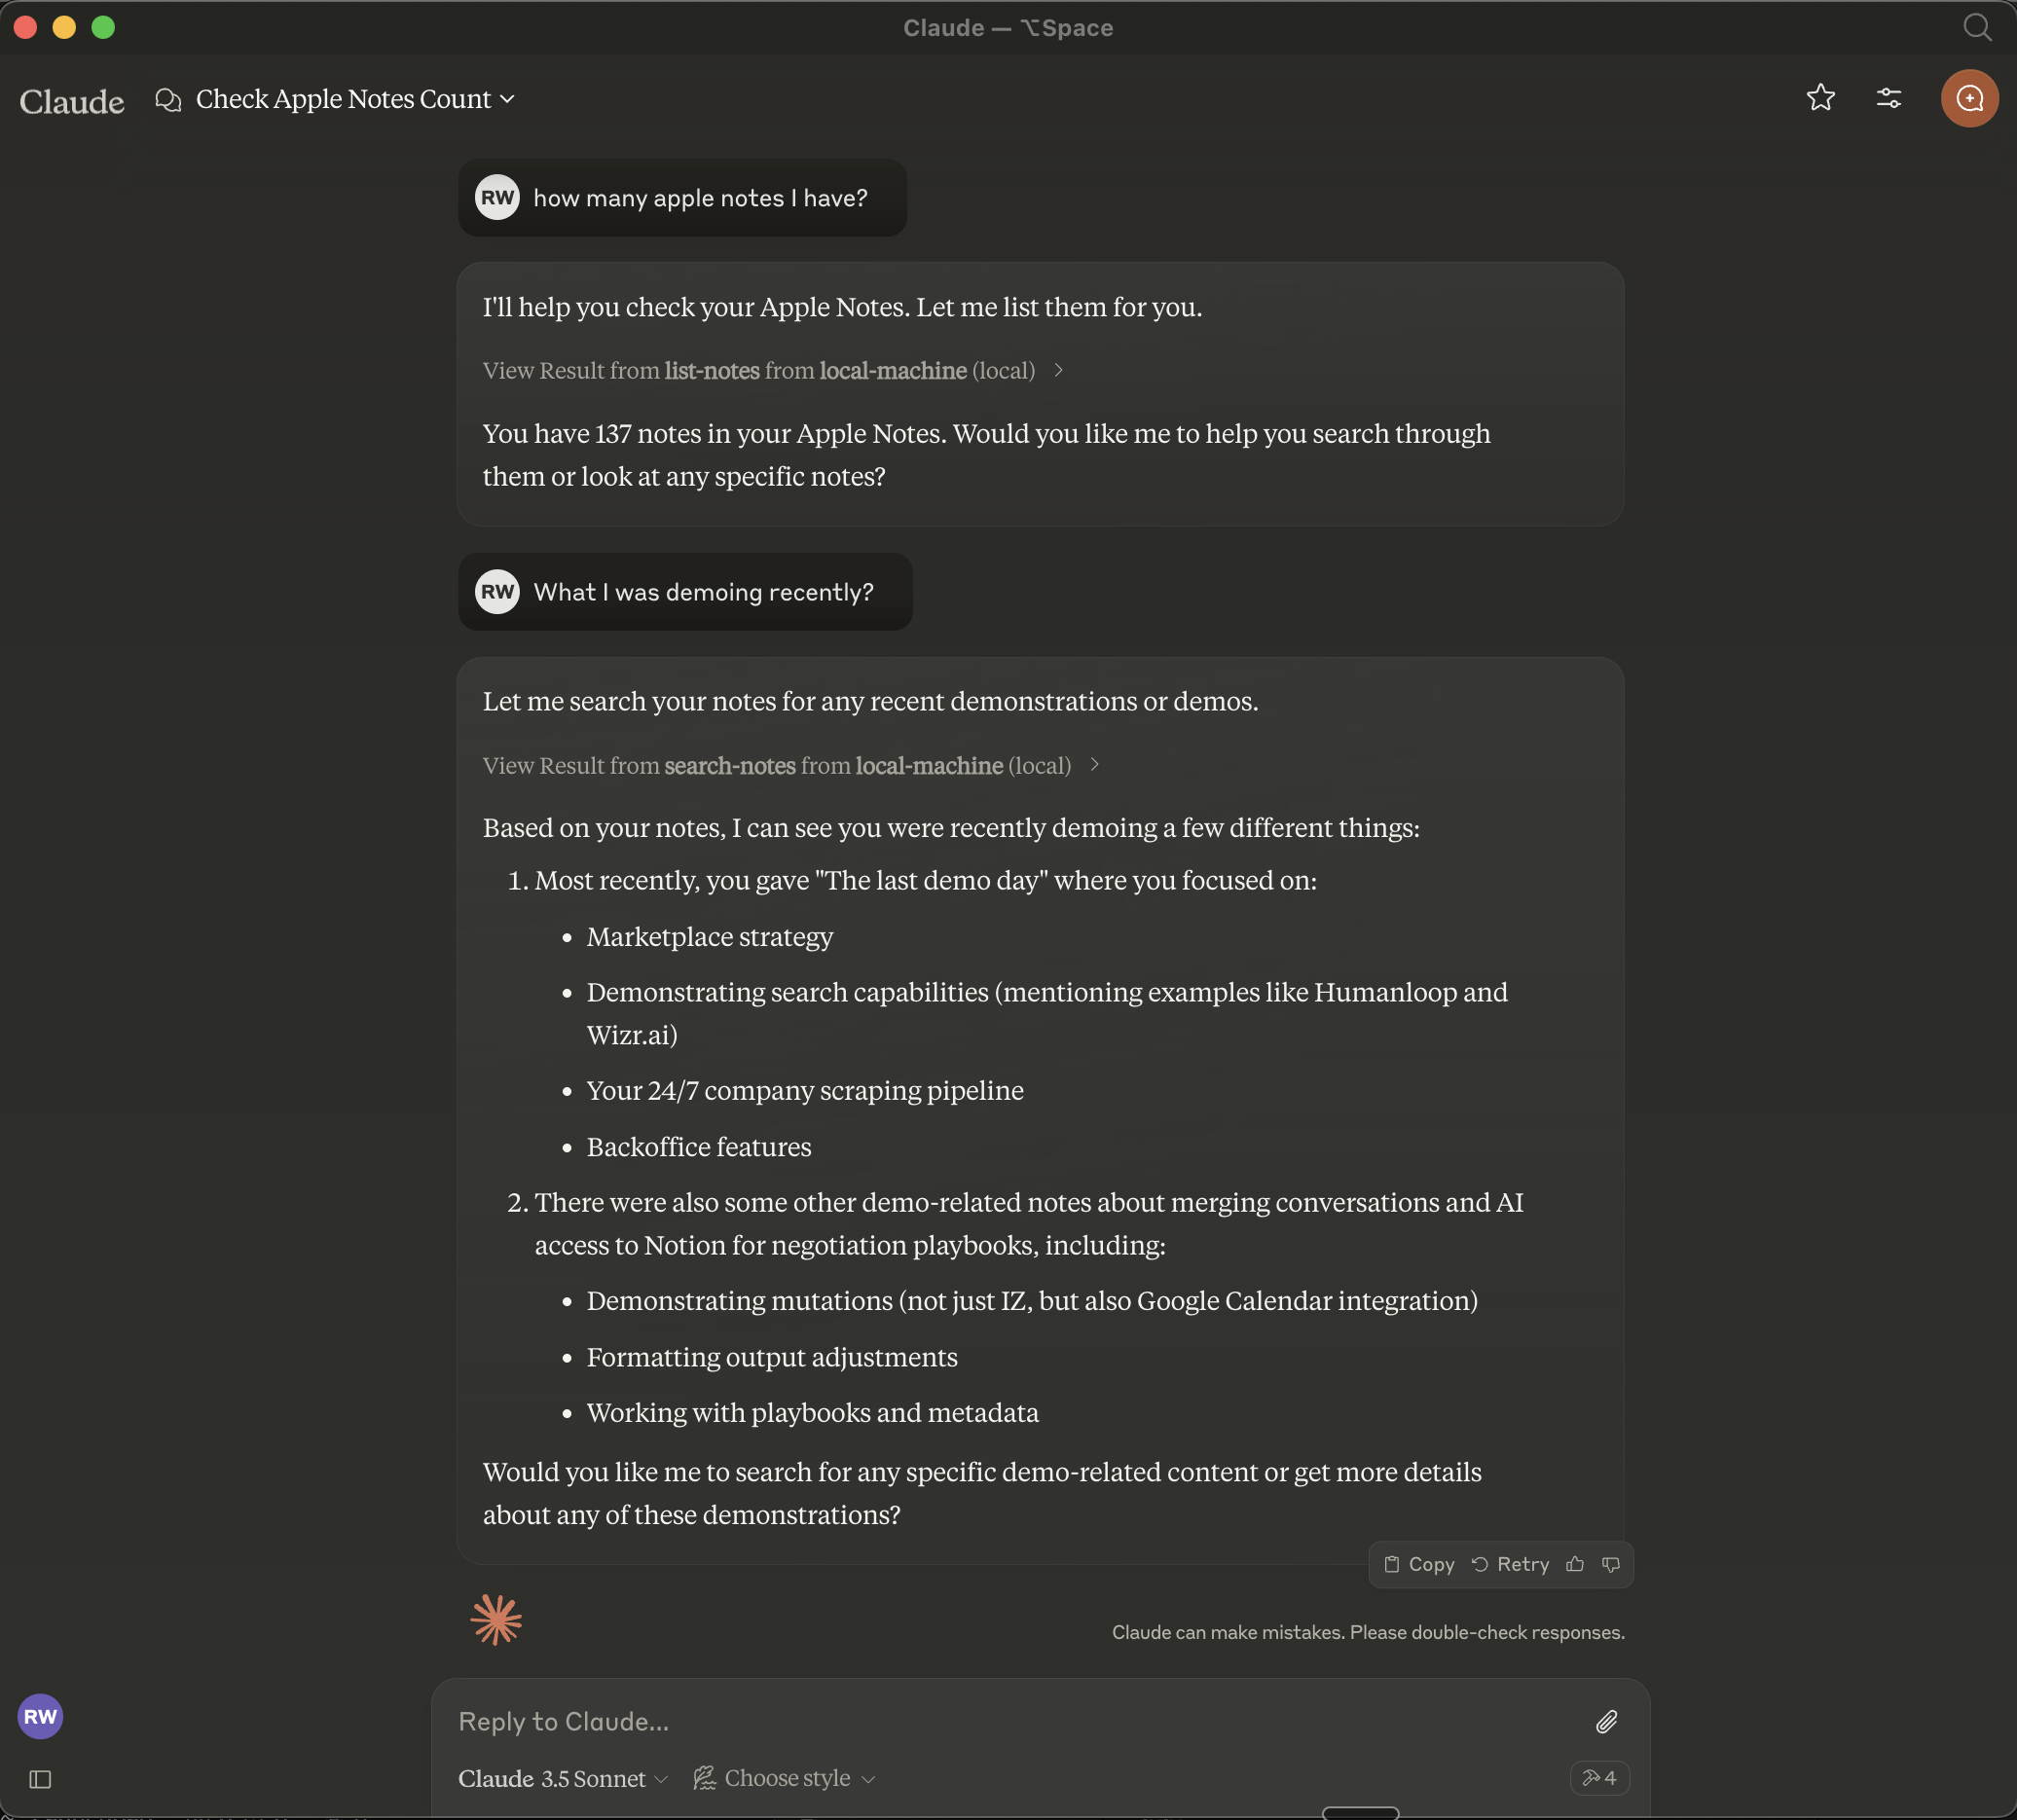 Claude — ⌥Space
Claude
Check Apple Notes Count
RW
how many apple notes I have?
I'll help you check your Apple Notes. Let me list them for you.
View Result from list-notes from local-machine (local)
You have 137 notes in your Apple Notes. Would you like me to help you search through
them or look at any specific notes?
RW
What I was demoing recently?
Let me search your notes for any recent demonstrations or demos.
View Result from search-notes from local-machine (local)
Based on your notes, I can see you were recently demoing a few different things:
1. Most recently, you gave "The last demo day" where you focused on:
• Marketplace strategy
• Demonstrating search capabilities (mentioning examples like Humanloop and
Wizr.ai)
• Your 24/7 company scraping pipeline
• Backoffice features
2. There were also some other demo-related notes about merging conversations and AI
access to Notion for negotiation playbooks, including:
• Demonstrating mutations (not just IZ, but also Google Calendar integration)
• Formatting output adjustments
• Working with playbooks and metadata
Would you like me to search for any specific demo-related content or get more details
about any of these demonstrations?
Copy
Retry
Claude can make mistakes. Please double-check responses.
RW
Reply to Claude...
Claude 3.5 Sonnet
Choose style
4